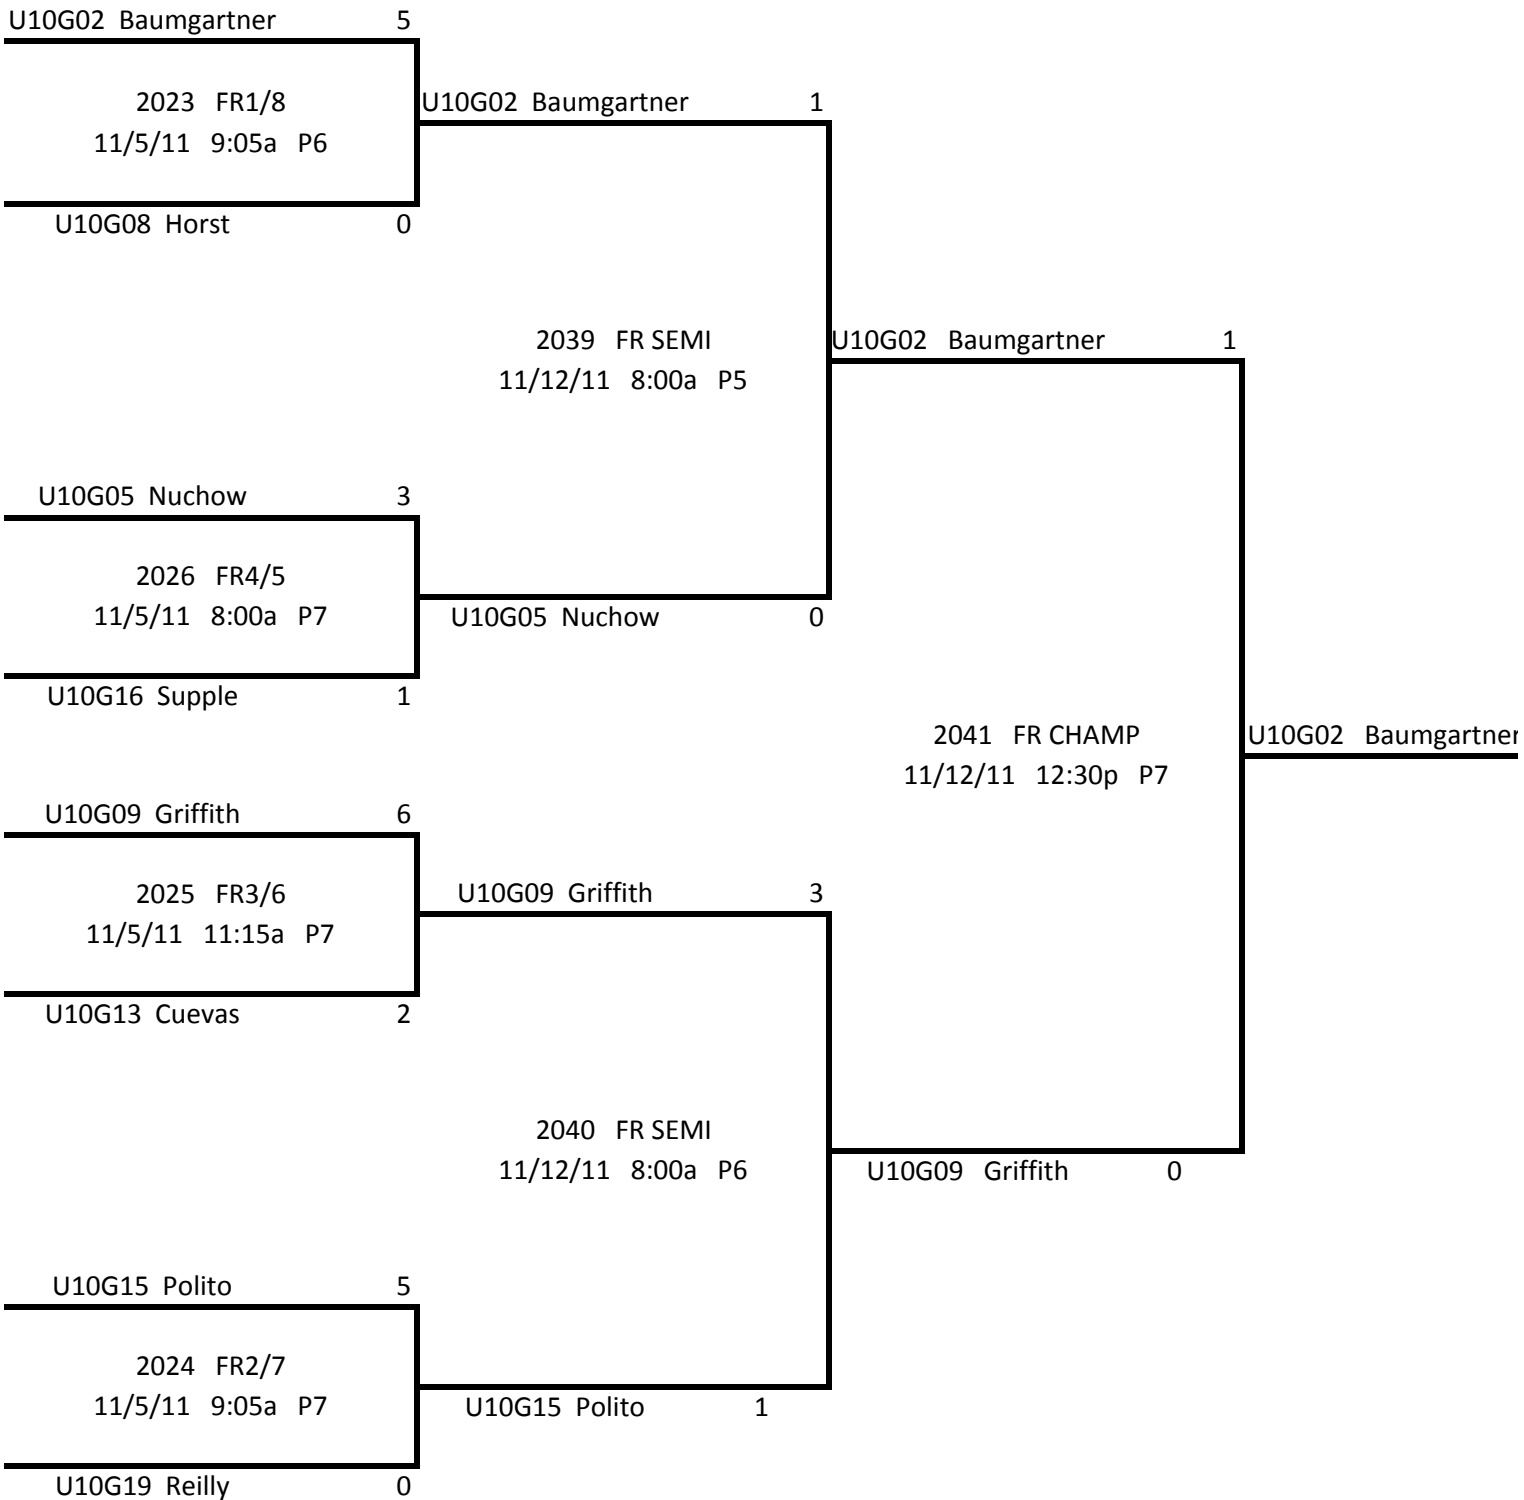 U10G02 Baumgartner 5
2023 FR1/8
11/5/11 9:05a P6
U10G08 Horst 0
U10G02 Baumgartner 1
2039 FR SEMI
11/12/11 8:00a P5
U10G05 Nuchow 3
2026 FR4/5
11/5/11 8:00a P7
U10G16 Supple 1
U10G05 Nuchow 0
U10G02 Baumgartner 1
2041 FR CHAMP
11/12/11 12:30p P7
U10G02 Baumgartner
U10G09 Griffith 6
2025 FR3/6
11/5/11 11:15a P7
U10G13 Cuevas 2
U10G09 Griffith 3
2040 FR SEMI
11/12/11 8:00a P6
U10G09 Griffith 0
U10G15 Polito 5
2024 FR2/7
11/5/11 9:05a P7
U10G19 Reilly 0
U10G15 Polito 1